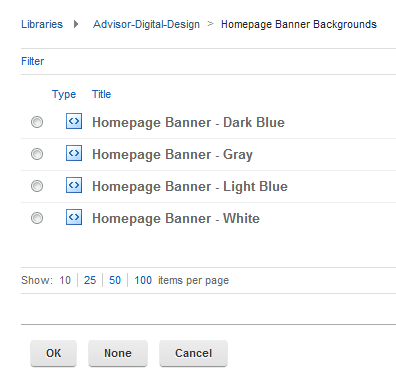 Libraries Advisor-Digital-Design > Homepage Banner Backgrounds
Filter
Type Title
Homepage Banner - Dark Blue
Homepage Banner - Gray
Homepage Banner - Light Blue
Homepage Banner - White
Show: 10 25 50 100 items per page
OK None Cancel